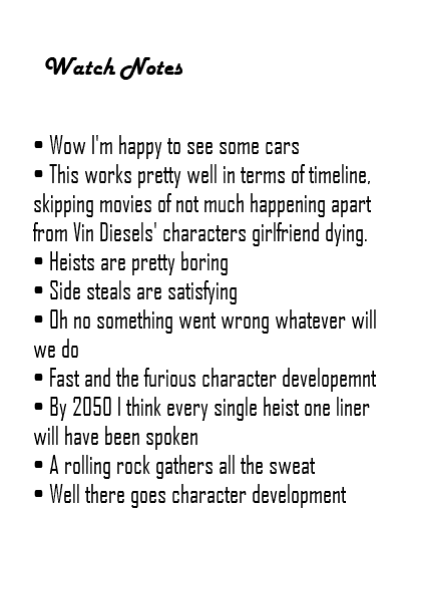 Watch Notes
• Wow I'm happy to see some cars
• This works pretty well in terms of timeline,
skipping movies of not much happening apart
from Vin Diesels' characters girlfriend dying.
• Heists are pretty boring
• Side steals are satisfying
• Oh no something went wrong whatever will
we do
• Fast and the furious character developemnt
• By 2050 I think every single heist one liner
will have been spoken
• A rolling rock gathers all the sweat
• Well there goes character development